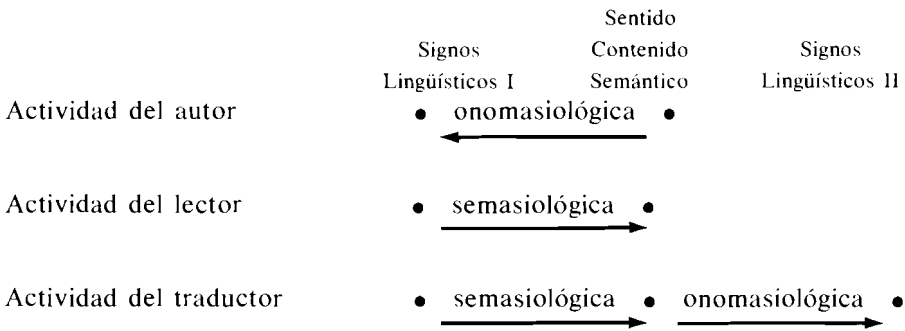 Sentido
Signos Contenido Signos
Lingüísticos I Semántico Lingüísticos II
Actividad del autor • onomasiológica •
Actividad del lector • semasiológica •
Actividad del traductor • semasiológica • onomasiológica •